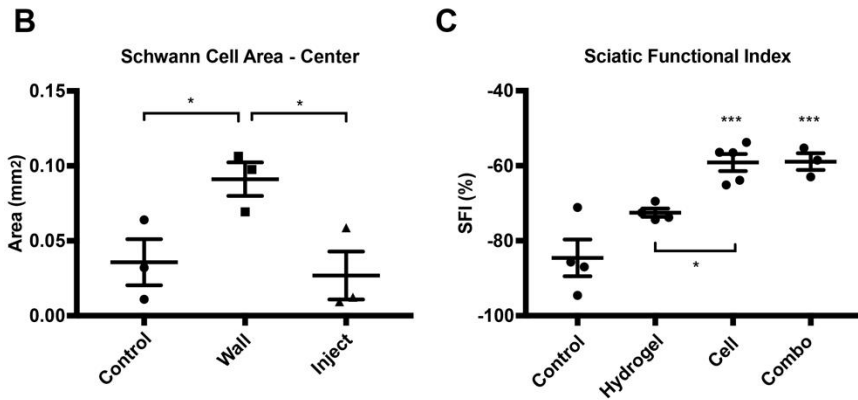 B
Schwann Cell Area - Center
Area (mm2)
0.15
0.10
0.05
0.00
*
*
Control
Wall
Inject
C
Sciatic Functional Index
SFI (%)
-40
-60
-80
-100
***
***
*
Control
Hydrogel
Cell
Combo